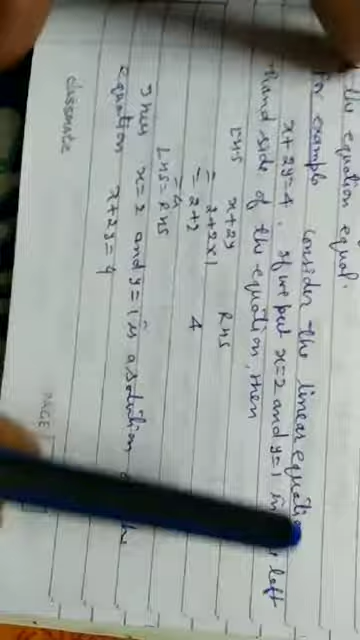 the equation equal.
for example consider the linear equation
x+2y=4. if we put x=2 and y=1 in left
hand side of the equation, then
LHS x+2y RHS
= 2+2x1
= 2+2 4
= 4
LHS=RHS
Thus x=2 and y=1 is a solution
equation x+2y=4
classmate
PAGE